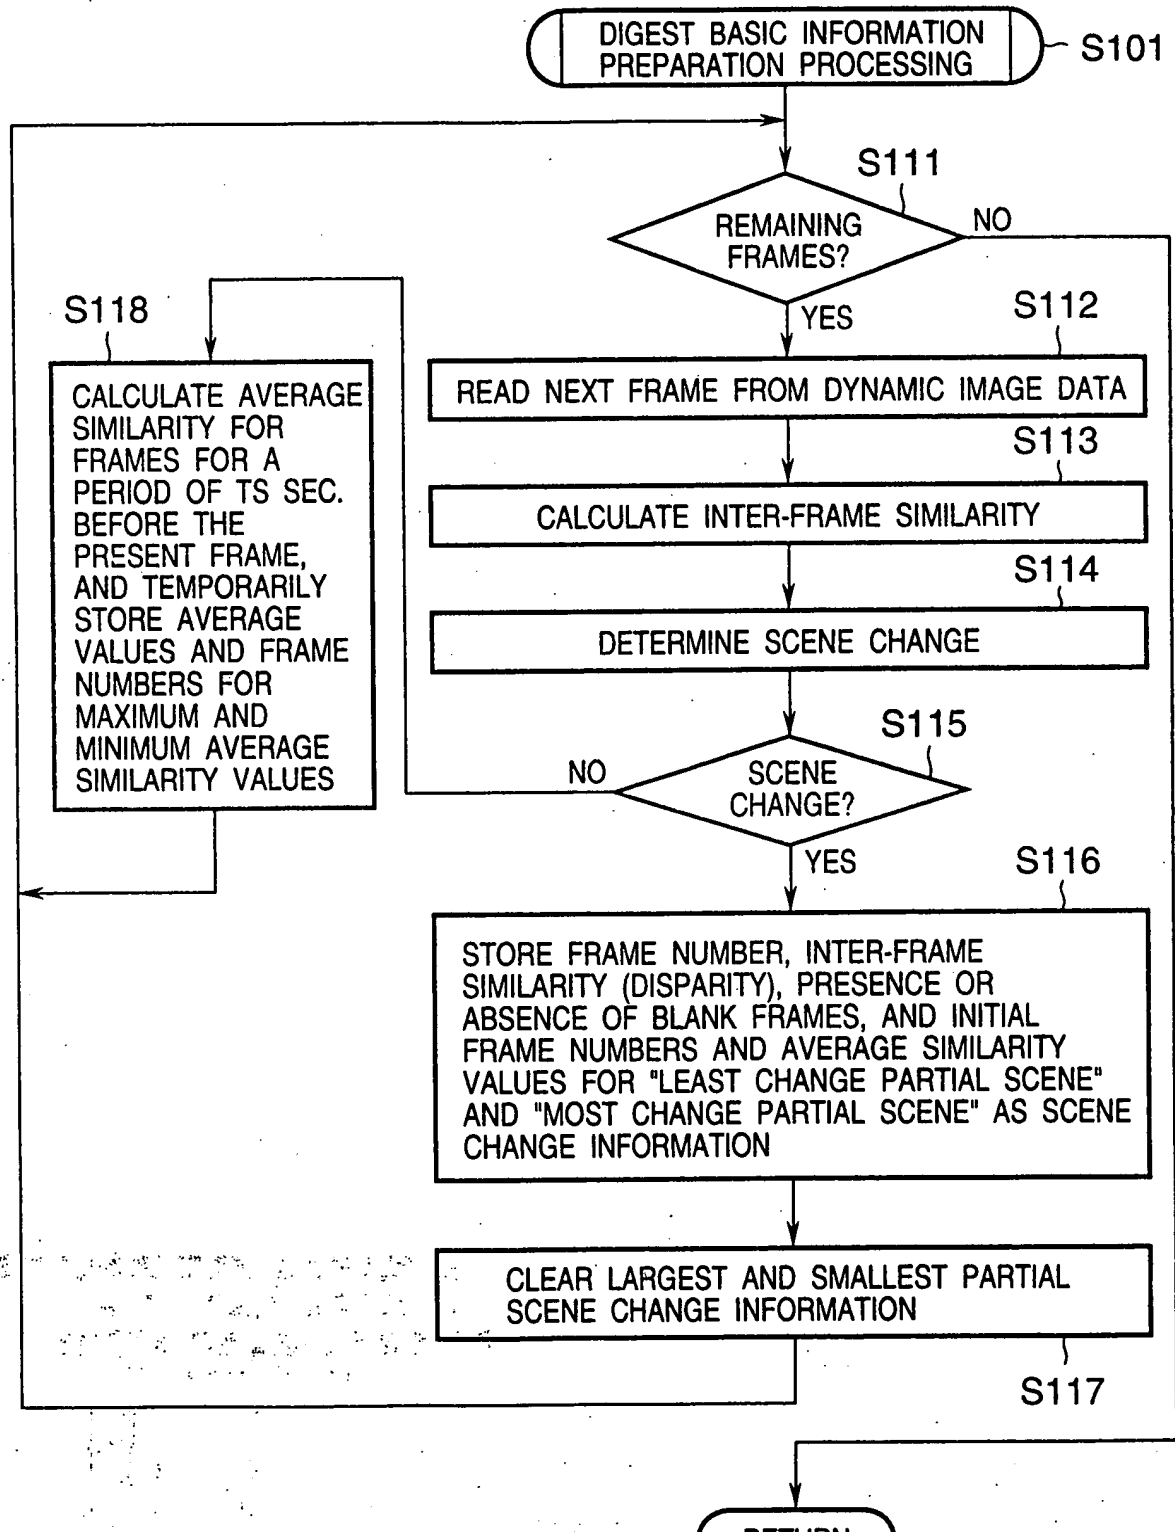 DIGEST BASIC INFORMATION
PREPARATION PROCESSING
S101
S111
REMAINING
FRAMES?
NO
YES
S112
READ NEXT FRAME FROM DYNAMIC IMAGE DATA
S113
CALCULATE INTER-FRAME SIMILARITY
S114
DETERMINE SCENE CHANGE
S115
SCENE
CHANGE?
NO
YES
S118
CALCULATE AVERAGE
SIMILARITY FOR
FRAMES FOR A
PERIOD OF TS SEC.
BEFORE THE
PRESENT FRAME,
AND TEMPORARILY
STORE AVERAGE
VALUES AND FRAME
NUMBERS FOR
MAXIMUM AND
MINIMUM AVERAGE
SIMILARITY VALUES
S116
STORE FRAME NUMBER, INTER-FRAME
SIMILARITY (DISPARITY), PRESENCE OR
ABSENCE OF BLANK FRAMES, AND INITIAL
FRAME NUMBERS AND AVERAGE SIMILARITY
VALUES FOR "LEAST CHANGE PARTIAL SCENE"
AND "MOST CHANGE PARTIAL SCENE" AS SCENE
CHANGE INFORMATION
CLEAR LARGEST AND SMALLEST PARTIAL
SCENE CHANGE INFORMATION
S117
RETURN